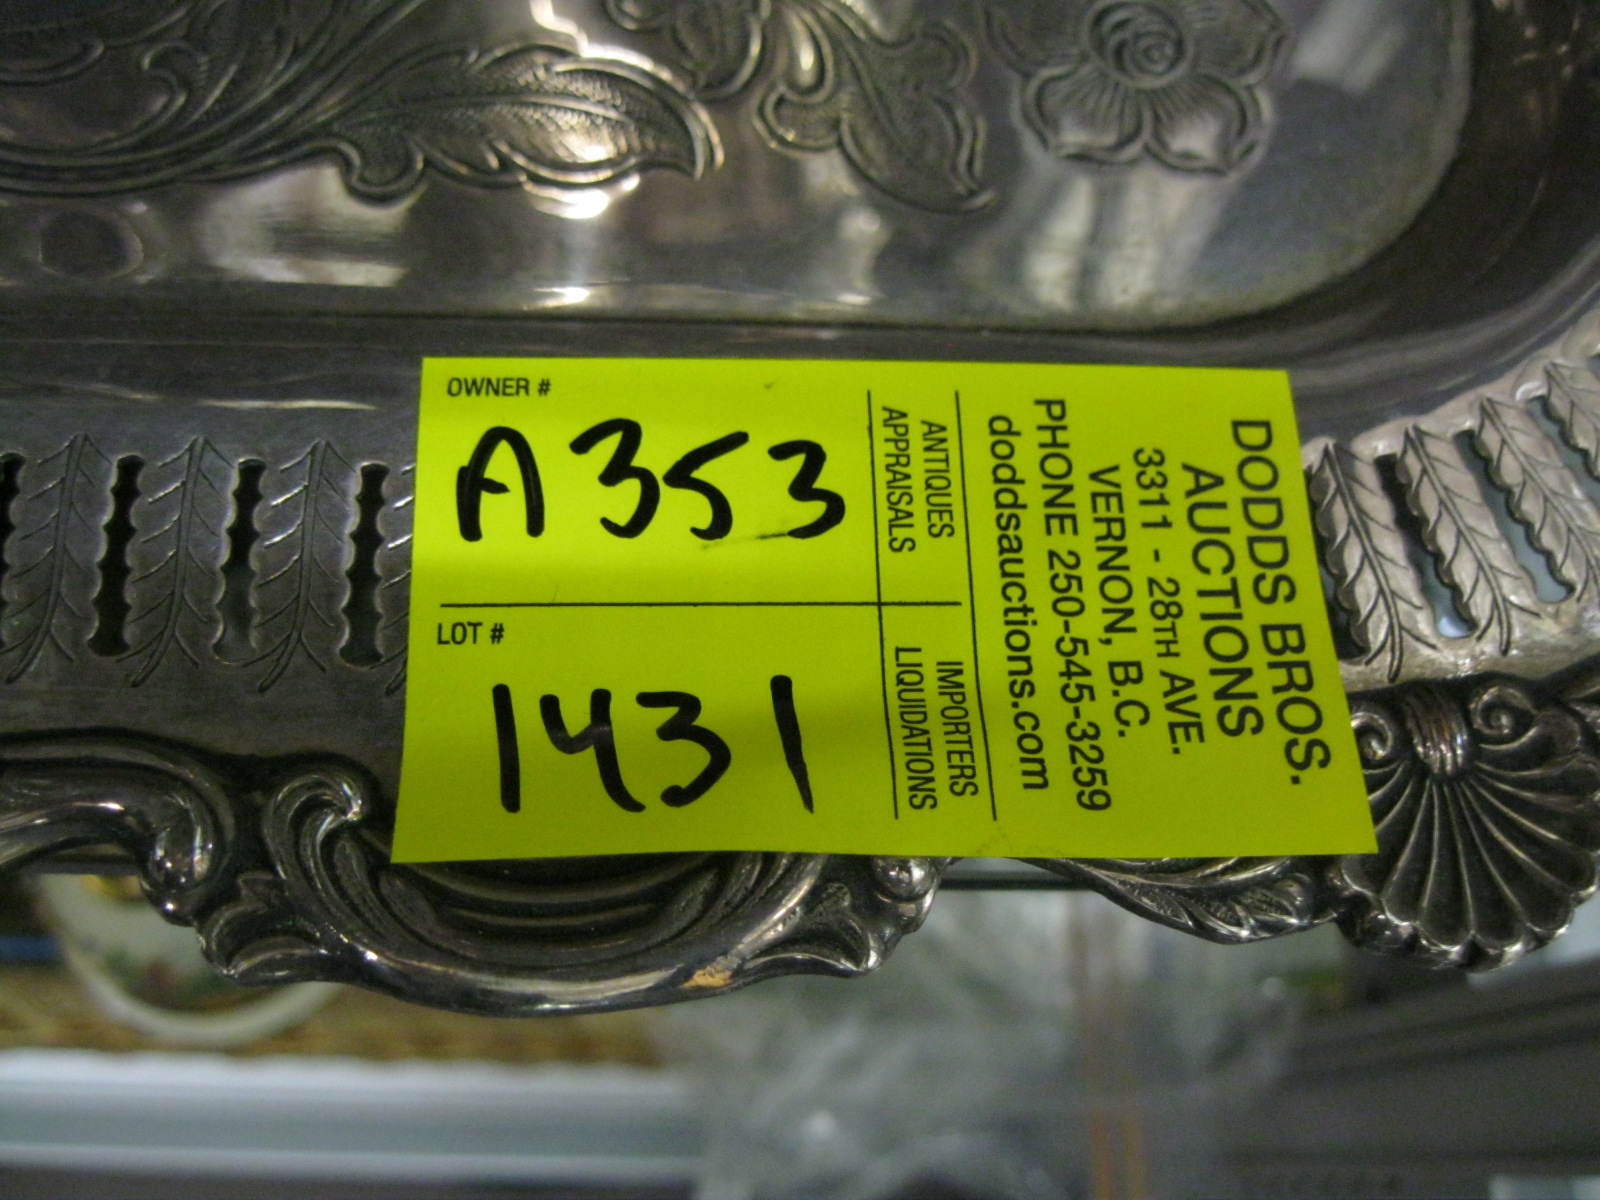 OWNER #
A353
LOT #
1431
ANTIQUES
APPRAISALS
IMPORTERS
LIQUIDATIONS
DODDS BROS.
AUCTIONS
3311 - 28TH AVE.
VERNON, B.C.
PHONE 250-545-3259
doddsauctions.com